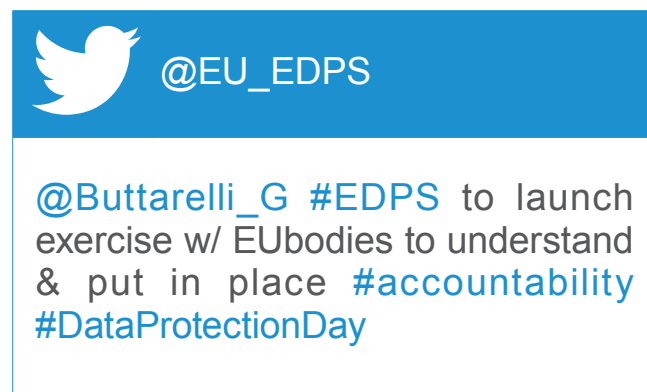 @EU_EDPS
@Buttarelli_G #EDPS to launch
exercise w/ EUbodies to understand
& put in place #accountability
#DataProtectionDay